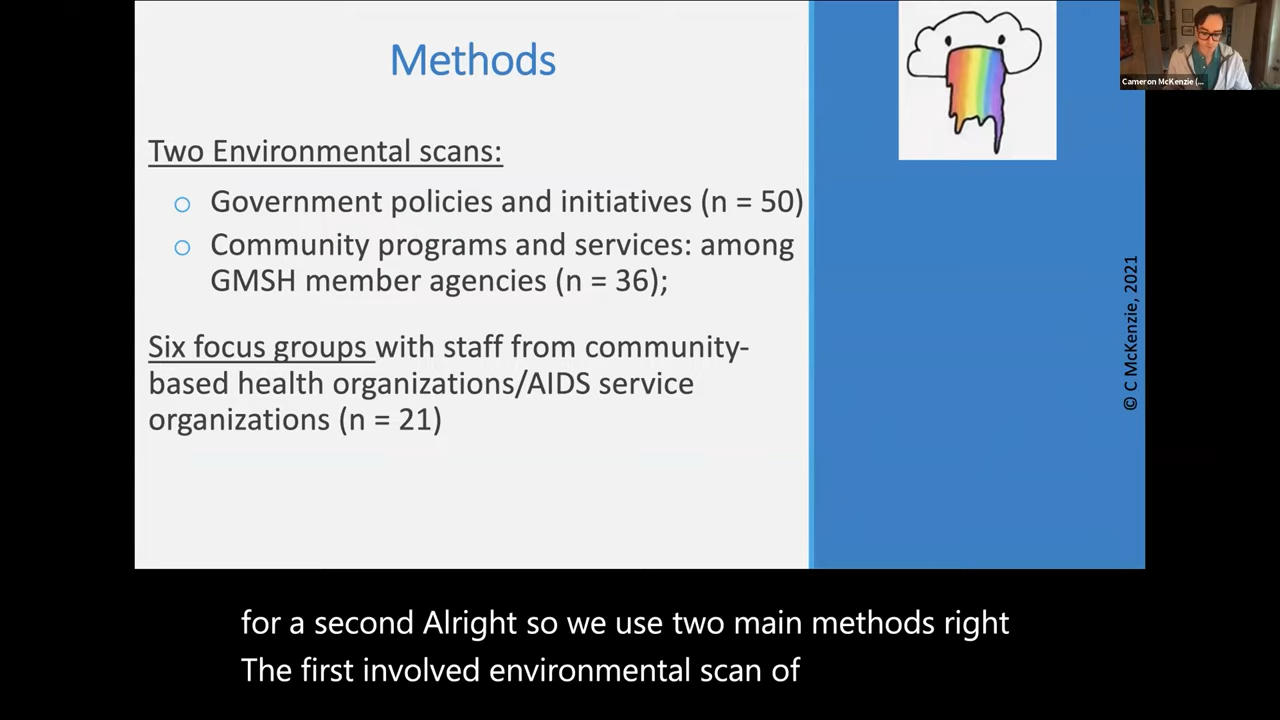 Methods
Two Environmental scans:
o Government policies and initiatives (n = 50)
o Community programs and services: among
GMSH member agencies (n = 36);
Six focus groups with staff from community-
based health organizations/AIDS service
organizations (n = 21)
© C McKenzie, 2021
Cameron McKenzie (...
for a second Alright so we use two main methods right
The first involved environmental scan of